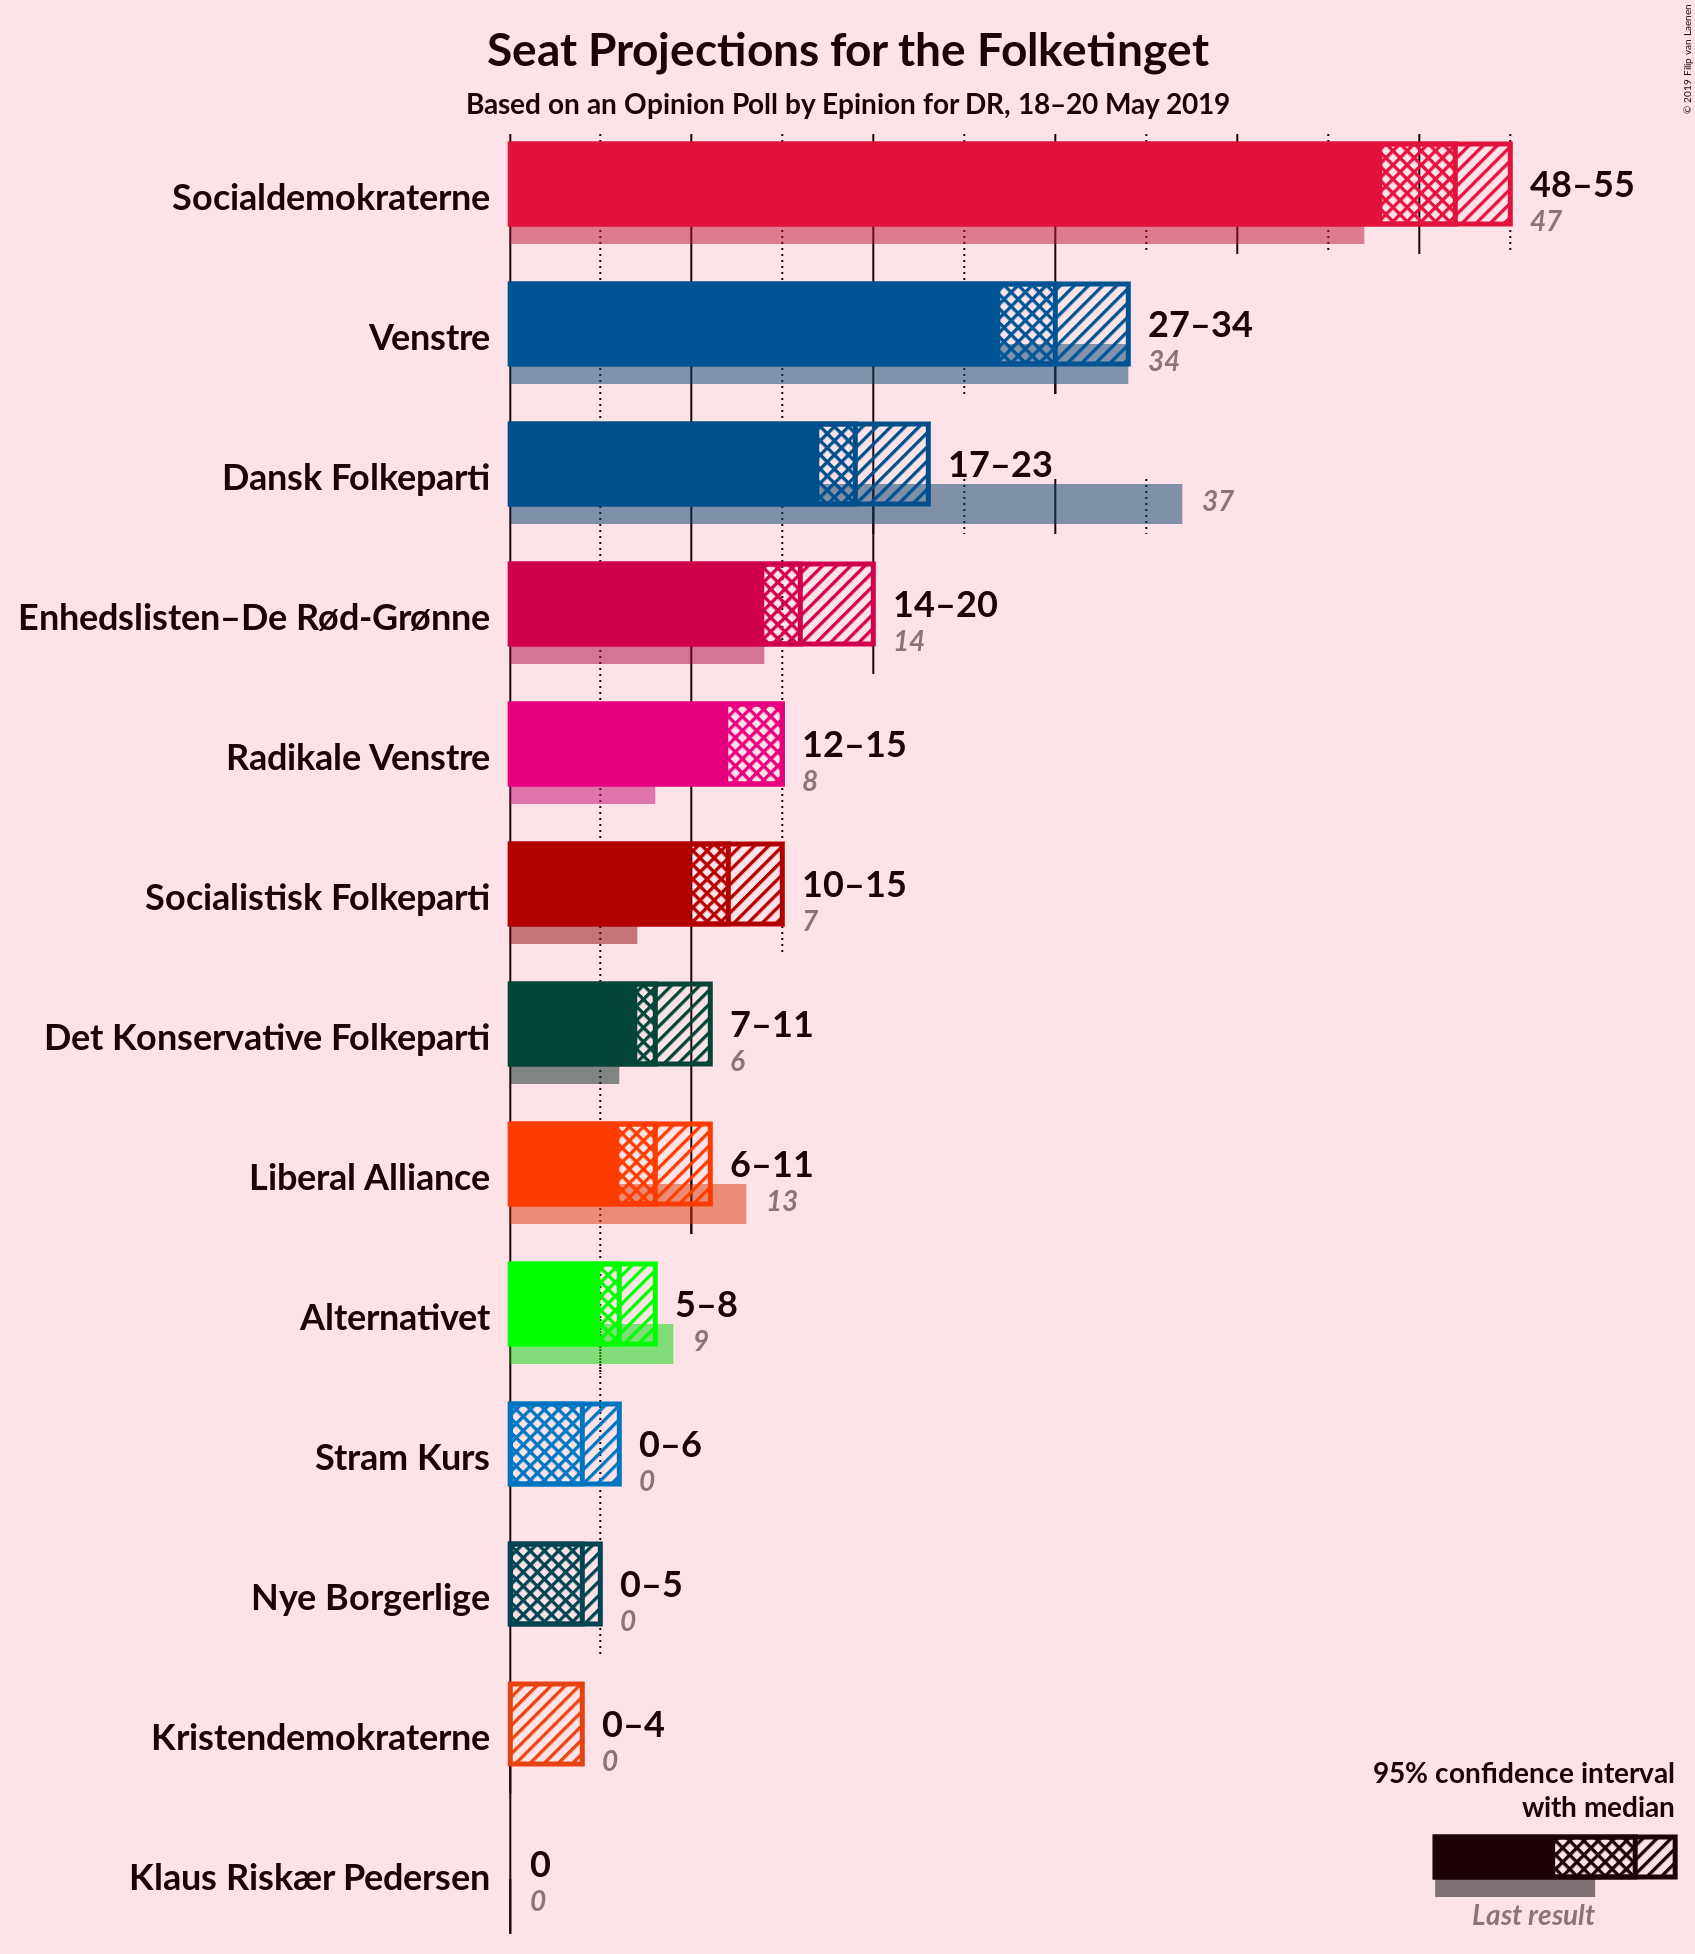 Seat Projections for the Folketinget
Based on an Opinion Poll by Epinion for DR, 18–20 May 2019
© 2019 Filip van Laenen
Socialdemokraterne
48–55
47
Venstre
27–34
34
Dansk Folkeparti
17–23
37
Enhedslisten–De Rød-Grønne
14–20
14
Radikale Venstre
12–15
8
Socialistisk Folkeparti
10–15
7
Det Konservative Folkeparti
7–11
6
Liberal Alliance
6–11
13
Alternativet
5–8
9
Stram Kurs
0–6
0
Nye Borgerlige
0–5
0
Kristendemokraterne
0–4
0
Klaus Riskær Pedersen
0
0
95% confidence interval
with median
Last result